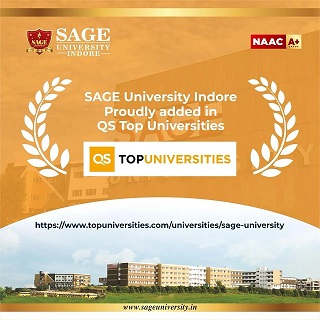 SAGE
SAGE
UNIVERSITY
INDORE
NAAC A+
SAGE University Indore
Proudly added in
QS Top Universities
QS TOPUNIVERSITIES
https://www.topuniversities.com/universities/sage-university
www.sageuniversity.in